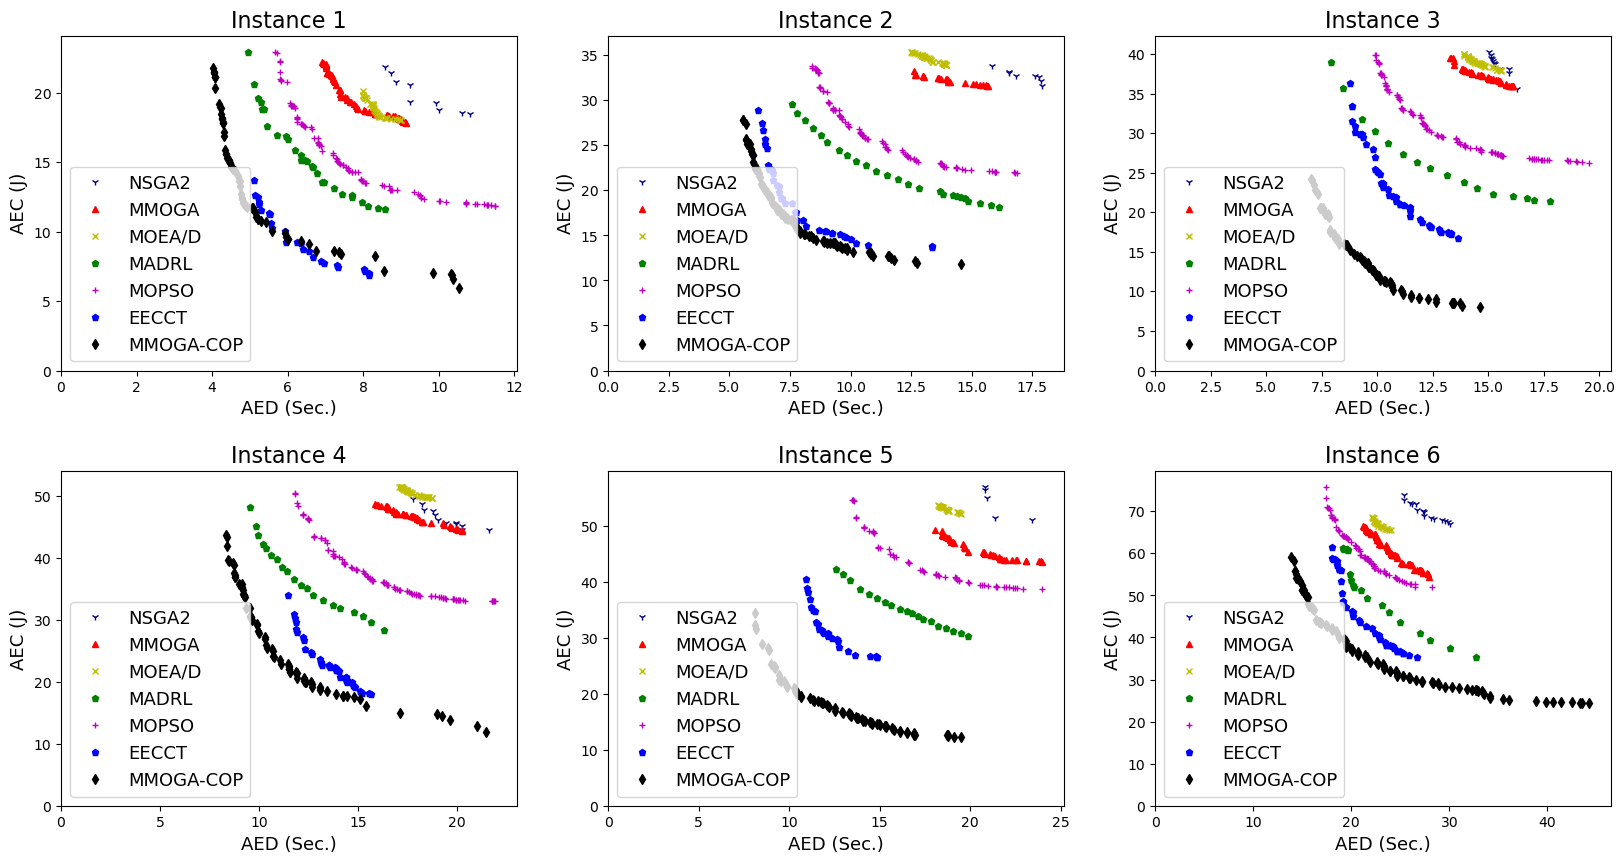 Instance 1
AEC (J)
20
15
10
5
0
NSGA2
MMOGA
MOEA/D
MADRL
MOPSO
EECCT
MMOGA-COP
0 2 4 6 8 10 12
AED (Sec.)
Instance 2
AEC (J)
35
30
25
20
15
10
5
0
NSGA2
MMOGA
MOEA/D
MADRL
MOPSO
EECCT
MMOGA-COP
0.0 2.5 5.0 7.5 10.0 12.5 15.0 17.5
AED (Sec.)
Instance 3
AEC (J)
40
35
30
25
20
15
10
5
0
NSGA2
MMOGA
MOEA/D
MADRL
MOPSO
EECCT
MMOGA-COP
0.0 2.5 5.0 7.5 10.0 12.5 15.0 17.5 20.0
AED (Sec.)
Instance 4
AEC (J)
50
40
30
20
10
0
NSGA2
MMOGA
MOEA/D
MADRL
MOPSO
EECCT
MMOGA-COP
0 5 10 15 20
AED (Sec.)
Instance 5
AEC (J)
50
40
30
20
10
0
NSGA2
MMOGA
MOEA/D
MADRL
MOPSO
EECCT
MMOGA-COP
0 5 10 15 20 25
AED (Sec.)
Instance 6
AEC (J)
70
60
50
40
30
20
10
0
NSGA2
MMOGA
MOEA/D
MADRL
MOPSO
EECCT
MMOGA-COP
0 10 20 30 40
AED (Sec.)